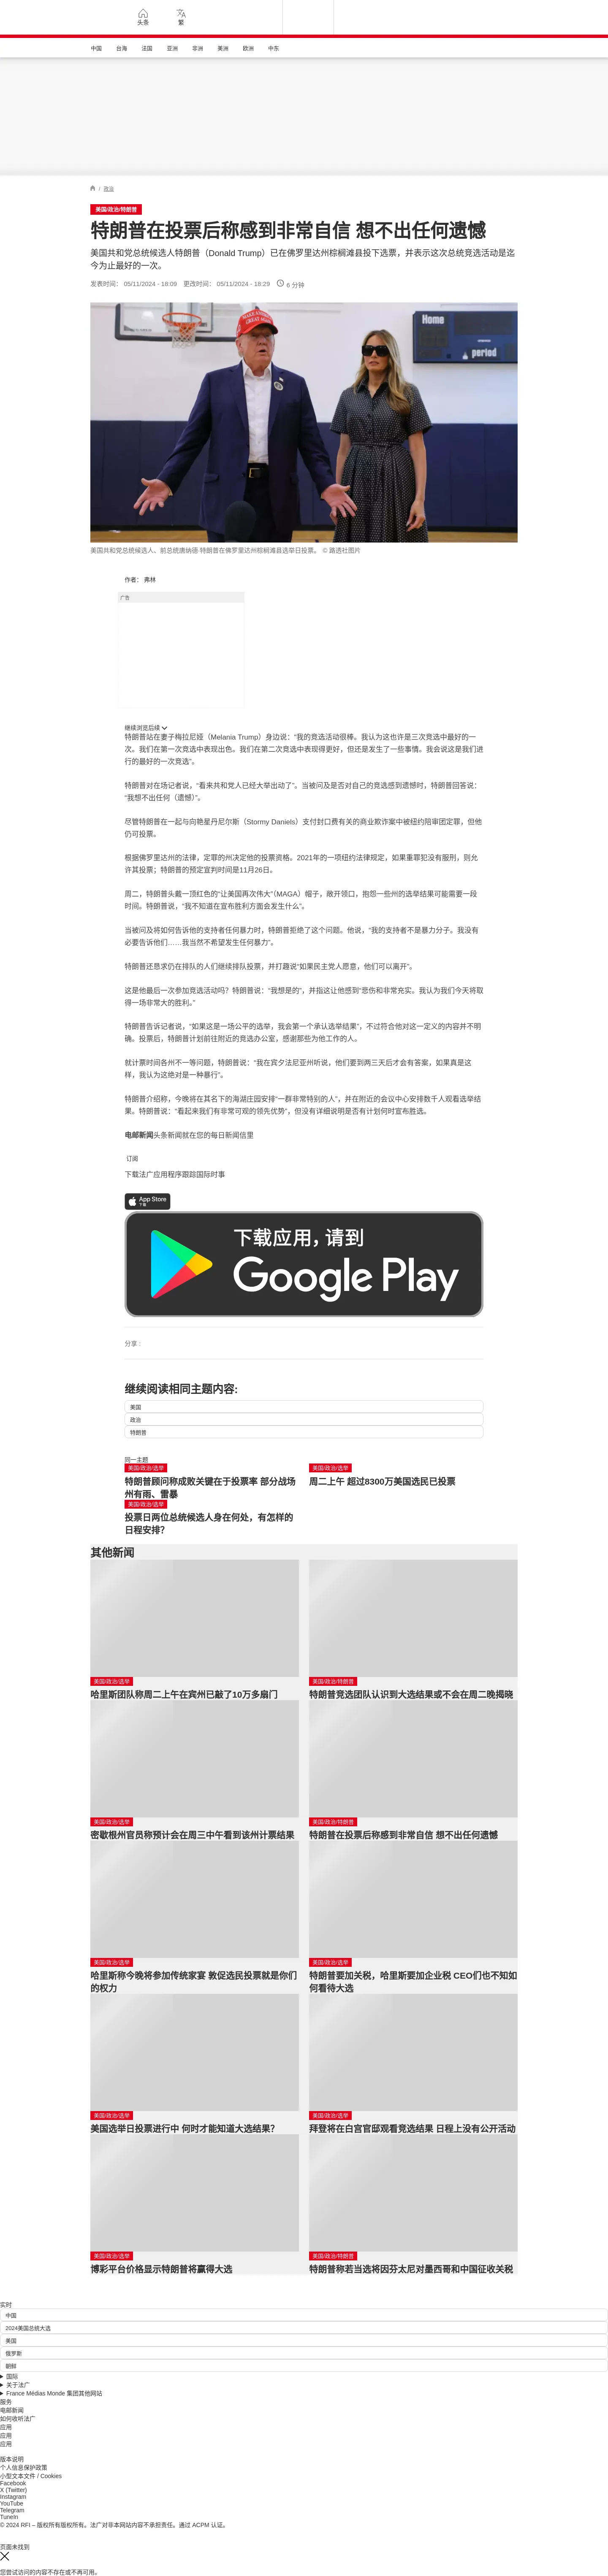 头条
繁
中国 台海 法国 亚洲 非洲 美洲 欧洲 中东
/ 政治
美国/政治/特朗普
特朗普在投票后称感到非常自信 想不出任何遗憾
美国共和党总统候选人特朗普（Donald Trump）已在佛罗里达州棕榈滩县投下选票，并表示这次总统竞选活动是迄
今为止最好的一次。
发表时间： 05/11/2024 - 18:09 更改时间： 05/11/2024 - 18:29 6 分钟
MAKE AMERICA GREAT AGAIN
Home
period
美国共和党总统候选人、前总统唐纳德·特朗普在佛罗里达州棕榈滩县选举日投票。 © 路透社图片
作者： 弗林
广告
继续浏览后续
特朗普站在妻子梅拉尼娅（Melania Trump）身边说：“我的竞选活动很棒。我认为这也许是三次竞选中最好的一
次。我们在第一次竞选中表现出色。我们在第二次竞选中表现得更好，但还是发生了一些事情。我会说这是我们进
行的最好的一次竞选”。
特朗普对在场记者说，“看来共和党人已经大举出动了”。当被问及是否对自己的竞选感到遗憾时，特朗普回答说：
“我想不出任何（遗憾）”。
尽管特朗普在一起与向艳星丹尼尔斯（Stormy Daniels）支付封口费有关的商业欺诈案中被纽约陪审团定罪，但他
仍可投票。
根据佛罗里达州的法律，定罪的州决定他的投票资格。2021年的一项纽约法律规定，如果重罪犯没有服刑，则允
许其投票；特朗普的预定宣判时间是11月26日。
周二，特朗普头戴一顶红色的“让美国再次伟大”（MAGA）帽子，敞开领口，抱怨一些州的选举结果可能需要一段
时间。特朗普说，“我不知道在宣布胜利方面会发生什么”。
当被问及将如何告诉他的支持者任何暴力时，特朗普拒绝了这个问题。他说，“我的支持者不是暴力分子。我没有
必要告诉他们……我当然不希望发生任何暴力”。
特朗普还恳求仍在排队的人们继续排队投票，并打趣说“如果民主党人愿意，他们可以离开”。
这是他最后一次参加竞选活动吗？特朗普说：“我想是的”，并指这让他感到“悲伤和非常充实。我认为我们今天将取
得一场非常大的胜利。”
特朗普告诉记者说，“如果这是一场公平的选举，我会第一个承认选举结果”，不过符合他对这一定义的内容并不明
确。投票后，特朗普计划前往附近的竞选办公室，感谢那些为他工作的人。
就计票时间各州不一等问题，特朗普说：“我在宾夕法尼亚州听说，他们要到两三天后才会有答案，如果真是这
样，我认为这绝对是一种暴行”。
特朗普介绍称，今晚将在其名下的海湖庄园安排“一群非常特别的人”，并在附近的会议中心安排数千人观看选举结
果。特朗普说：“看起来我们有非常可观的领先优势”，但没有详细说明是否有计划何时宣布胜选。
电邮新闻头条新闻就在您的每日新闻信里
订阅
下载法广应用程序跟踪国际时事
App Store
下载
下载应用，请到
Google Play
分享 :
继续阅读相同主题内容:
美国
政治
特朗普
同一主题
美国/政治/选举
特朗普顾问称成败关键在于投票率 部分战场
州有雨、雷暴
美国/政治/选举
周二上午 超过8300万美国选民已投票
美国/政治/选举
投票日两位总统候选人身在何处，有怎样的
日程安排？
其他新闻
美国/政治/选举
哈里斯团队称周二上午在宾州已敲了10万多扇门
美国/政治/特朗普
特朗普竞选团队认识到大选结果或不会在周二晚揭晓
美国/政治/选举
密歇根州官员称预计会在周三中午看到该州计票结果
美国/政治/特朗普
特朗普在投票后称感到非常自信 想不出任何遗憾
美国/政治/选举
哈里斯称今晚将参加传统家宴 敦促选民投票就是你们
的权力
美国/政治/选举
特朗普要加关税，哈里斯要加企业税 CEO们也不知如
何看待大选
美国/政治/选举
美国选举日投票进行中 何时才能知道大选结果？
美国/政治/选举
拜登将在白宫官邸观看竞选结果 日程上没有公开活动
美国/政治/选举
博彩平台价格显示特朗普将赢得大选
美国/政治/特朗普
特朗普称若当选将因芬太尼对墨西哥和中国征收关税
实时
中国
2024美国总统大选
美国
俄罗斯
朝鲜
国际
关于法广
France Médias Monde 集团其他网站
服务
电邮新闻
如何收听法广
应用
应用
应用
版本说明
个人信息保护政策
小型文本文件 / Cookies
Facebook
X (Twitter)
Instagram
YouTube
Telegram
TuneIn
© 2024 RFI – 版权所有版权所有。法广对非本网站内容不承担责任。通过 ACPM 认证。
页面未找到
您尝试访问的内容不存在或不再可用。